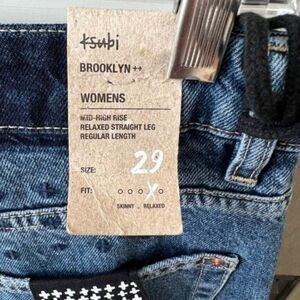 ksubi
BROOKLYN ++
WOMENS
MID-HIGH RISE
RELAXED STRAIGHT LEG
REGULAR LENGTH
SIZE: 29
FIT: o o o X o
SKINNY _ RELAXED